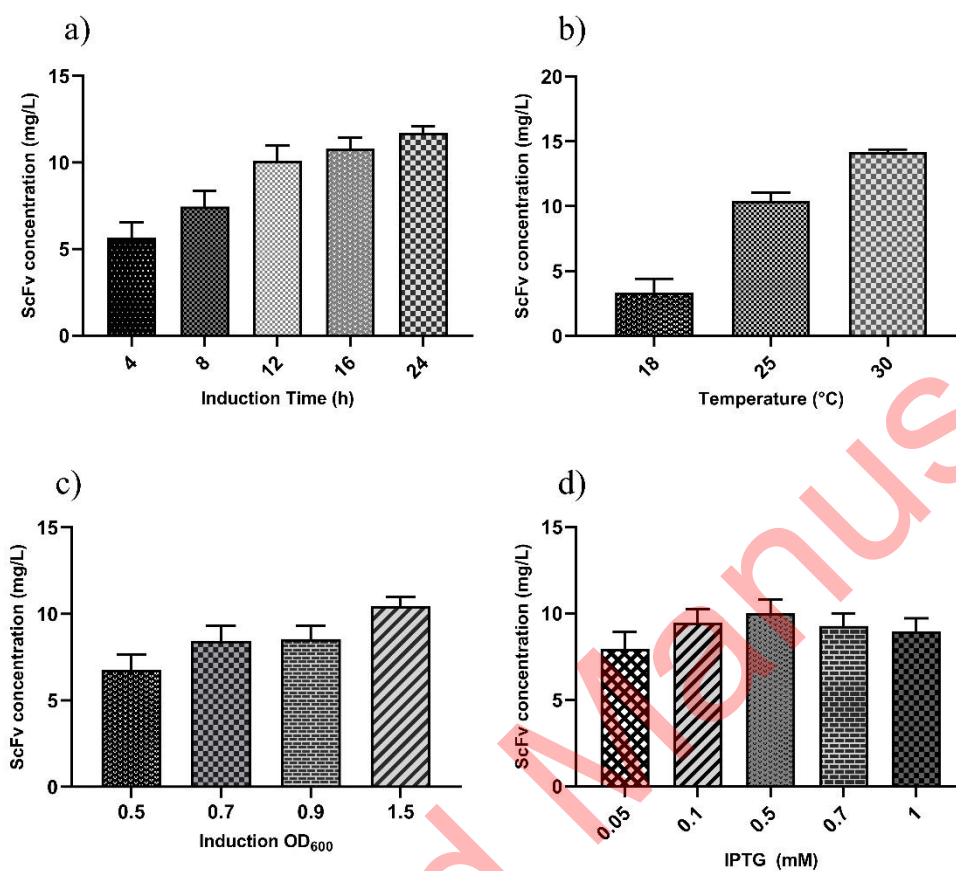 a)
ScFv concentration (mg/L)
15
10
5
0
4 8 12 16 24
Induction Time (h)
b)
ScFv concentration (mg/L)
20
15
10
5
0
18 25 30
Temperature (°C)
c)
ScFv concentration (mg/L)
15
10
5
0
0.5 0.7 0.9 1.5
Induction OD₆₀₀
d)
ScFv concentration (mg/L)
15
10
5
0
0.05 0.1 0.5 0.7 1
IPTG (mM)
d Manus